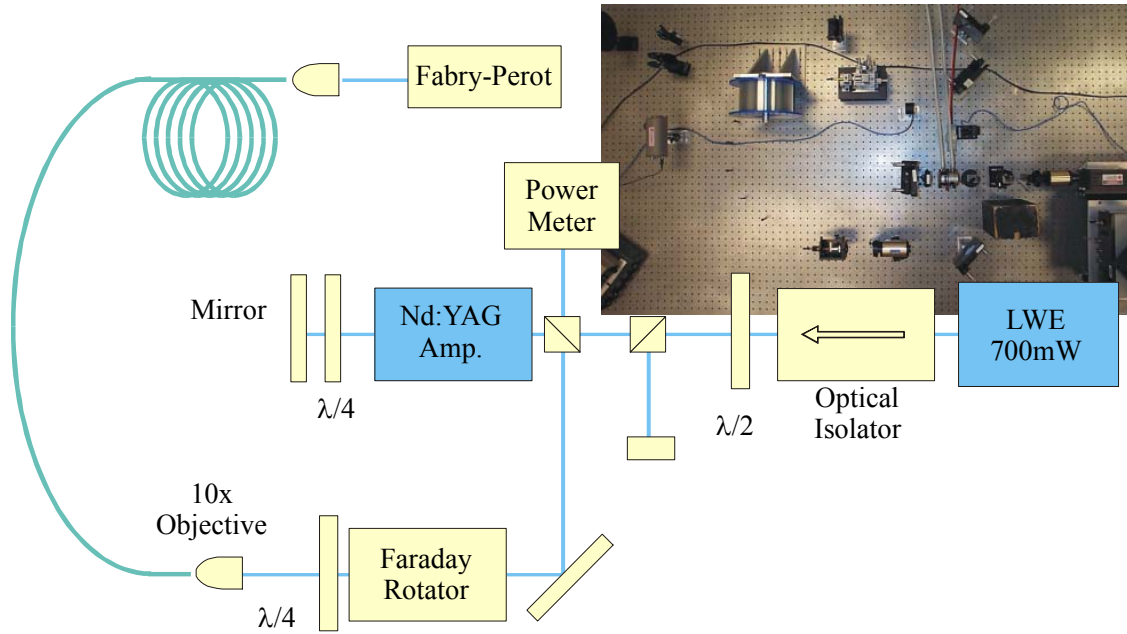 Fabry-Perot
Power
Meter
Mirror
Nd:YAG
Amp.
LWE
700mW
λ/4
λ/2
Optical
Isolator
10x
Objective
Faraday
Rotator
λ/4